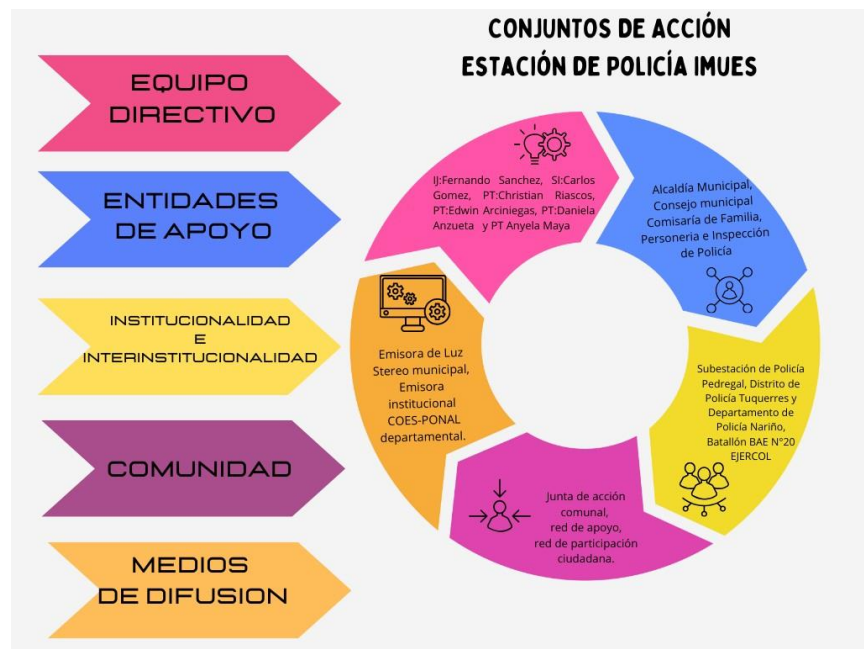 CONJUNTOS DE ACCIÓN
ESTACIÓN DE POLICÍA IMUES
EQUIPO
DIRECTIVO
ENTIDADES
DE APOYO
INSTITUCIONALIDAD
E
INTERINSTITUCIONALIDAD
COMUNIDAD
MEDIOS
DE DIFUSION
IJ:Fernando Sanchez, SI:Carlos
Gomez, PT:Christian Riascos,
PT:Edwin Arciniegas, PT:Daniela
Anzueta y PT Anyela Maya
Alcaldía Municipal,
Consejo municipal
Comisaría de Familia,
Personeria e Inspección
de Policía
Subestación de Policía
Pedregal, Distrito de
Policía Tuquerres y
Departamento de
Policía Nariño,
Batallón BAE N°20
EJERCOL
Junta de acción
comunal,
red de apoyo,
red de participación
ciudadana.
Emisora de Luz
Stereo municipal,
Emisora
institucional
COES-PONAL
departamental.